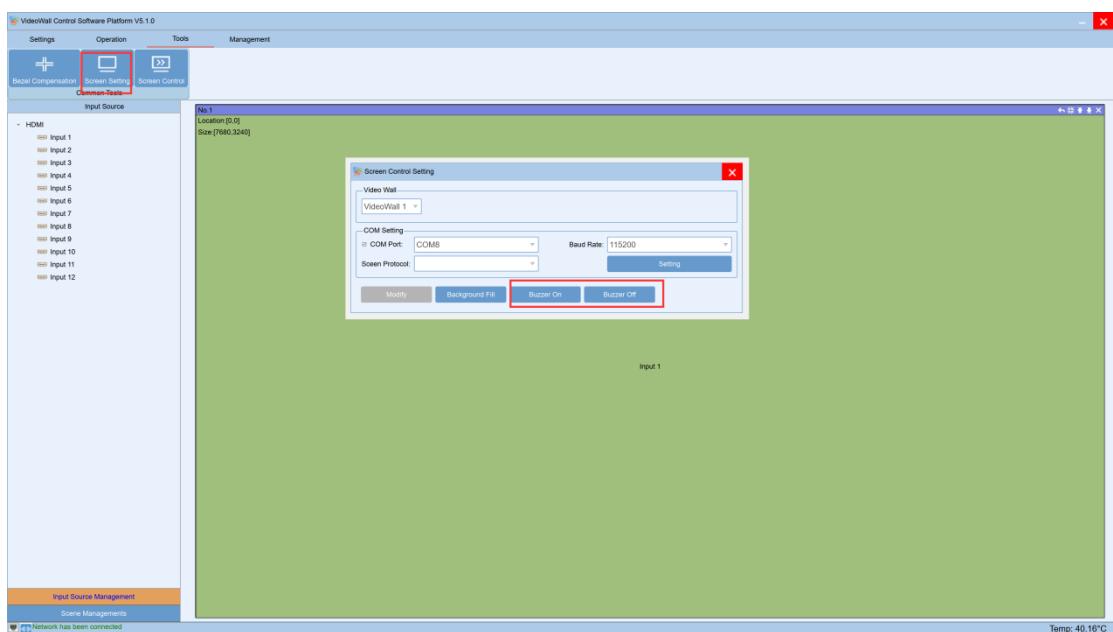 VideoWall Control Software Platform V5.1.0
Settings Operation Tools Management
Bezel Compensation Screen Setting Screen Control
Common Tools
Input Source
HDMI
Input 1
Input 2
Input 3
Input 4
Input 5
Input 6
Input 7
Input 8
Input 9
Input 10
Input 11
Input 12
No.1
Location:[0,0]
Size:[7680,3240]
Screen Control Setting
Video Wall
VideoWall 1
COM Setting
COM Port: COM8 Baud Rate: 115200
Sceen Protocol: Setting
Modify Background Fill Buzzer On Buzzer Off
Input 1
Input Source Management
Scene Managements
Network has been connected
Temp: 40.16°C